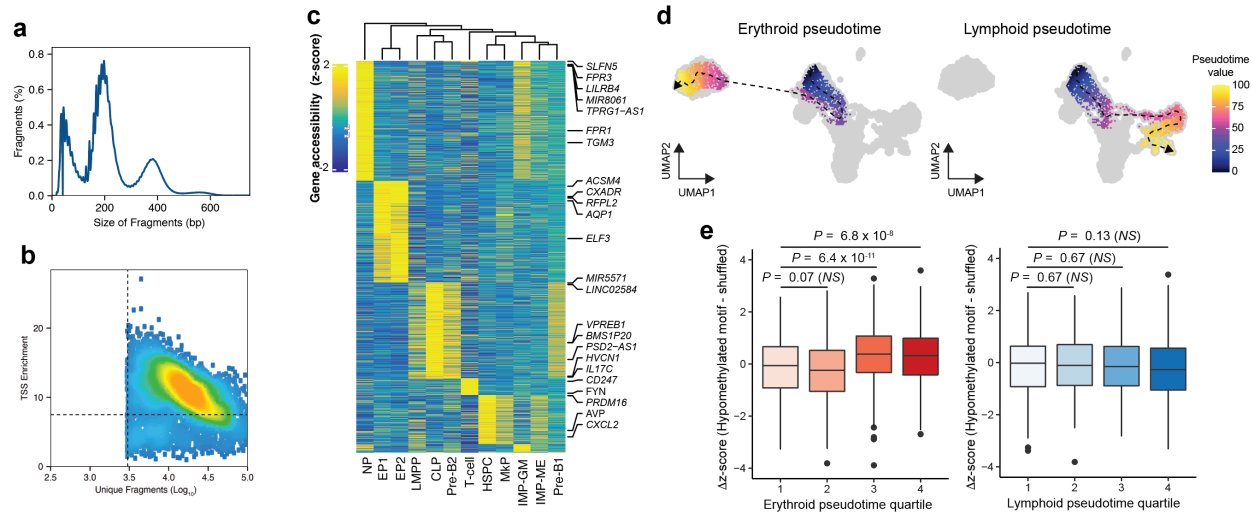 a
0.8
0.6
0.4
0.2
0.0
Fragments (%)
0
200
400
600
Size of Fragments (bp)
b
20
10
0
TSS Enrichment
2.5
3.0
3.5
4.0
4.5
5.0
Unique Fragments (Log10)
c
Gene accessibility (z-score)
2
-2
SLFN5
FPR3
LILRB4
MIR8061
TPRG1−AS1
FPR1
TGM3
ACSM4
CXADR
RFPL2
AQP1
ELF3
MIR5571
LINC02584
VPREB1
BMS1P20
PSD2−AS1
HVCN1
IL17C
CD247
FYN
PRDM16
AVP
CXCL2
NP
EP1
EP2
LMPP
CLP
Pre-B2
T-cell
HSPC
MkP
IMP-GM
IMP-ME
Pre-B1
d
Erythroid pseudotime
UMAP2
UMAP1
Lymphoid pseudotime
UMAP2
UMAP1
Pseudotime
value
100
75
50
25
0
e
Δz-score (Hypomethylated motif - shuffled)
4
2
0
−2
−4
P = 6.8 x 10-8
P = 6.4 x 10-11
P = 0.07 (NS)
1
2
3
4
Erythroid pseudotime quartile
Δz-score (Hypomethylated motif - shuffled)
4
2
0
−2
−4
P = 0.13 (NS)
P = 0.67 (NS)
P = 0.67 (NS)
1
2
3
4
Lymphoid pseudotime quartile